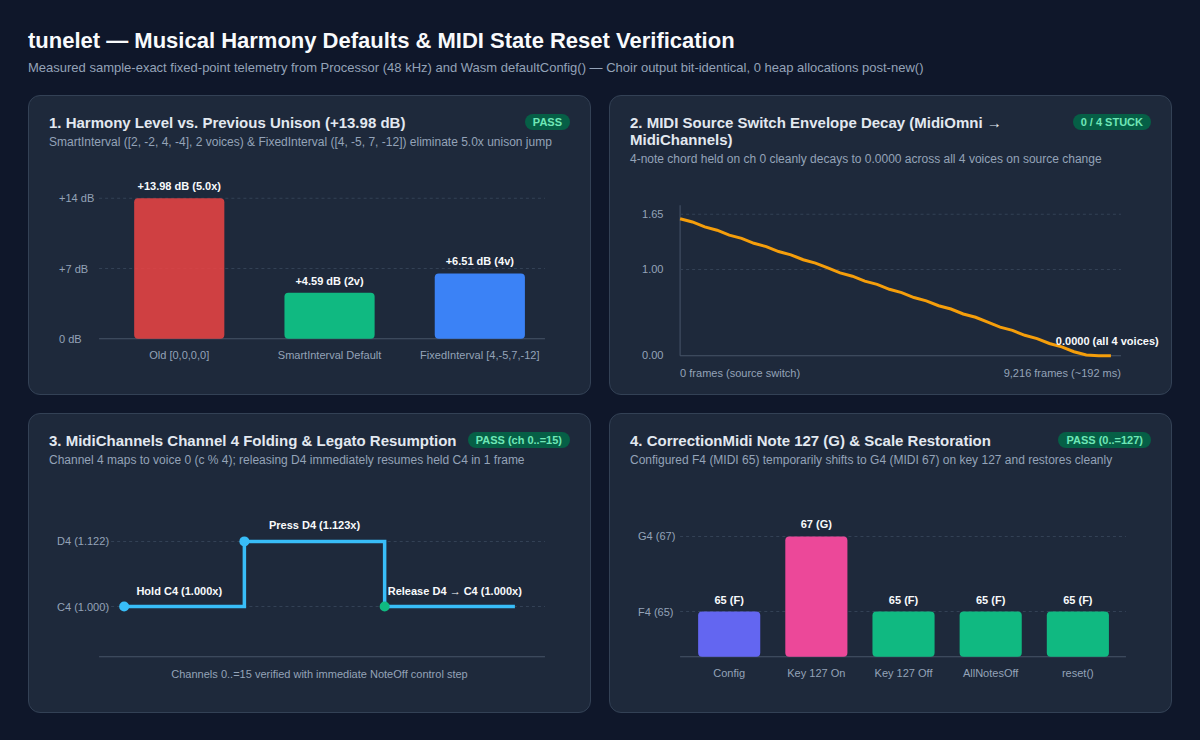 tunelet — Musical Harmony Defaults & MIDI State Reset Verification
Measured sample-exact fixed-point telemetry from Processor (48 kHz) and Wasm defaultConfig() — Choir output bit-identical, 0 heap allocations post-new()
1. Harmony Level vs. Previous Unison (+13.98 dB)
PASS
SmartInterval ([2, -2, 4, -4], 2 voices) & FixedInterval ([4, -5, 7, -12]) eliminate 5.0x unison jump
+13.98 dB (5.0x)
+14 dB
+6.51 dB (4v)
+7 dB
+4.59 dB (2v)
0 dB
Old [0,0,0,0]
SmartInterval Default
FixedInterval [4,-5,7,-12]
2. MIDI Source Switch Envelope Decay (MidiOmni →
MidiChannels)
0 / 4 STUCK
4-note chord held on ch 0 cleanly decays to 0.0000 across all 4 voices on source change
1.65
1.00
0.0000 (all 4 voices)
0.00
0 frames (source switch)
9,216 frames (~192 ms)
3. MidiChannels Channel 4 Folding & Legato Resumption
PASS (ch 0..=15)
Channel 4 maps to voice 0 (c % 4); releasing D4 immediately resumes held C4 in 1 frame
Press D4 (1.123x)
D4 (1.122)
Hold C4 (1.000x)
Release D4 → C4 (1.000x)
C4 (1.000)
Channels 0..=15 verified with immediate NoteOff control step
4. CorrectionMidi Note 127 (G) & Scale Restoration
PASS (0..=127)
Configured F4 (MIDI 65) temporarily shifts to G4 (MIDI 67) on key 127 and restores cleanly
67 (G)
G4 (67)
65 (F)
65 (F)
65 (F)
65 (F)
F4 (65)
Config
Key 127 On
Key 127 Off
AllNotesOff
reset()